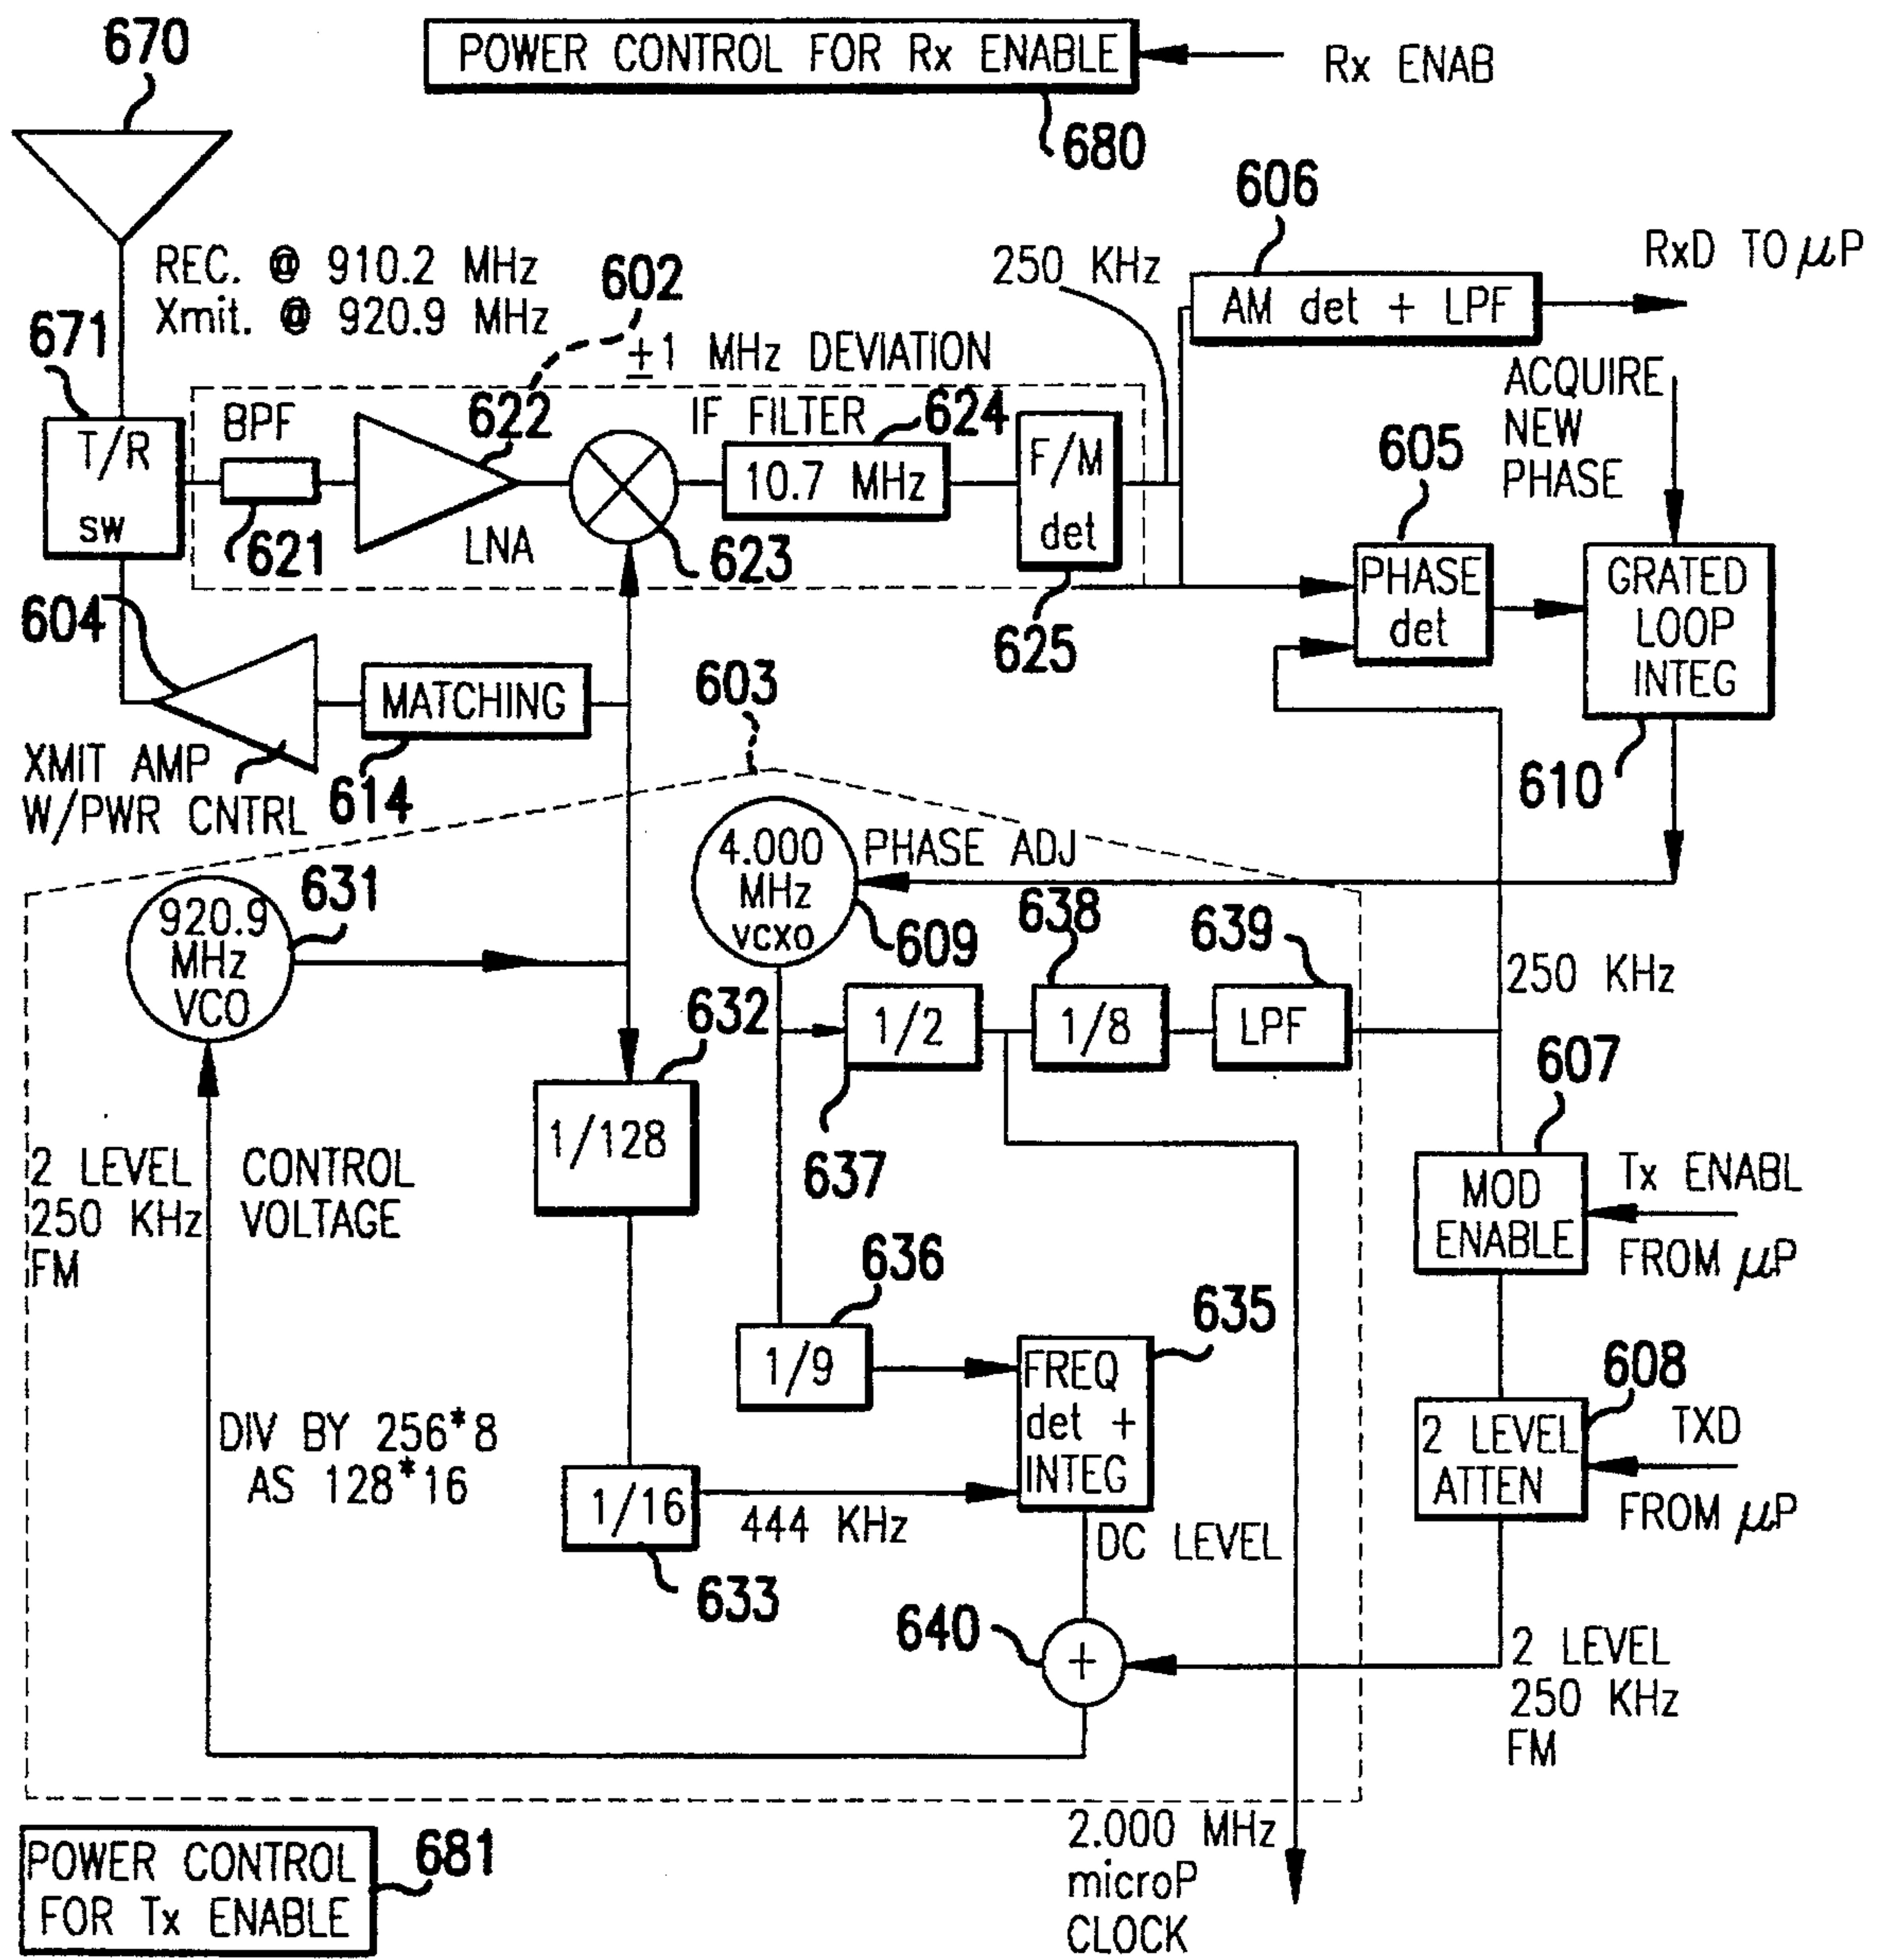 670
POWER CONTROL FOR Rx ENABLE
Rx ENAB
680
606
REC. @ 910.2 MHz
Xmit. @ 920.9 MHz
602
250 KHz
AM det + LPF
RxD TO μP
671
±1 MHz DEVIATION
ACQUIRE
NEW
PHASE
T/R
SW
BPF
621
622
LNA
623
IF FILTER
624
10.7 MHz
F/M
det
625
605
PHASE
det
GRATED
LOOP
INTEG
610
604
XMIT AMP
W/PWR CNTRL
MATCHING
614
603
4.000
MHz
VCXO
PHASE ADJ
609
638
639
920.9
MHz
VCO
631
632
1/2
1/8
LPF
250 KHz
637
1/128
607
2 LEVEL
250 KHz
FM
CONTROL
VOLTAGE
MOD
ENABLE
Tx ENABL
FROM μP
636
1/9
635
FREQ
det +
INTEG
608
2 LEVEL
ATTEN
TXD
FROM μP
DIV BY 256*8
AS 128*16
1/16
633
444 KHz
DC LEVEL
640
+
2 LEVEL
250 KHz
FM
2.000 MHz
microP
CLOCK
POWER CONTROL
FOR Tx ENABLE
681